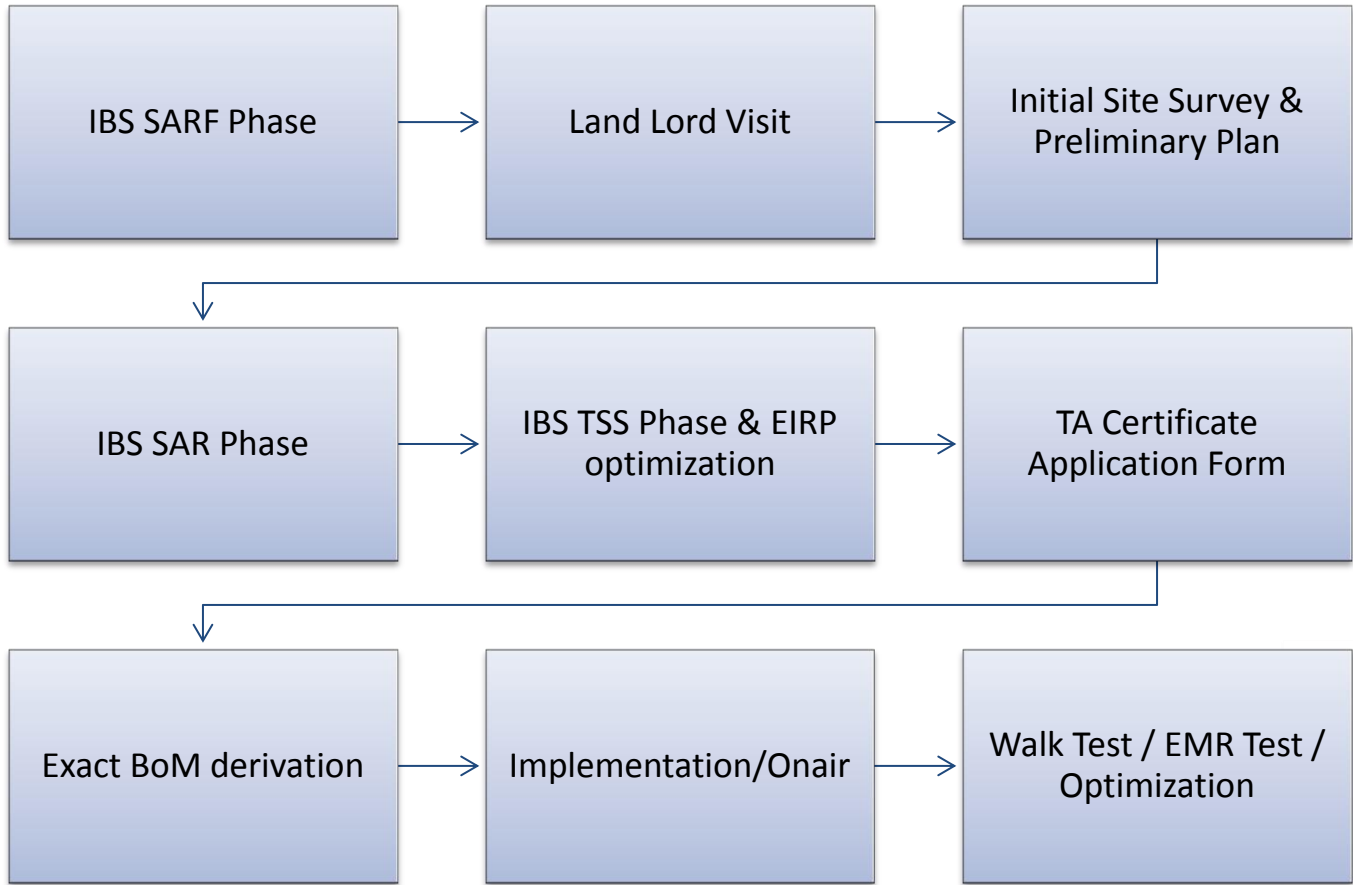 IBS SARF Phase
Land Lord Visit
Initial Site Survey &
Preliminary Plan
IBS SAR Phase
IBS TSS Phase & EIRP
optimization
TA Certificate
Application Form
Exact BoM derivation
Implementation/Onair
Walk Test / EMR Test /
Optimization